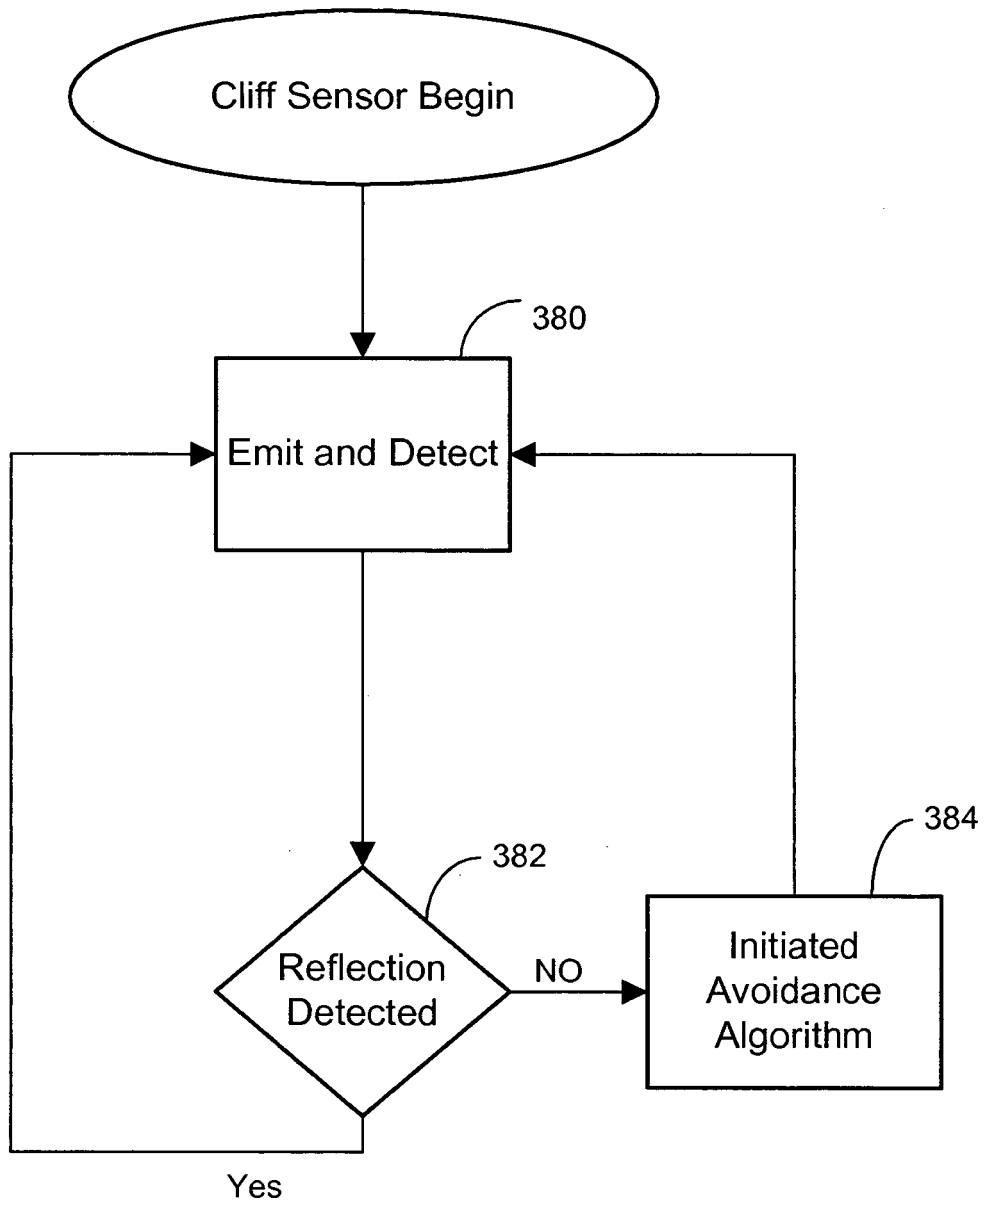 Cliff Sensor Begin
380
Emit and Detect
382
384
Reflection
Detected
NO
Initiated
Avoidance
Algorithm
Yes